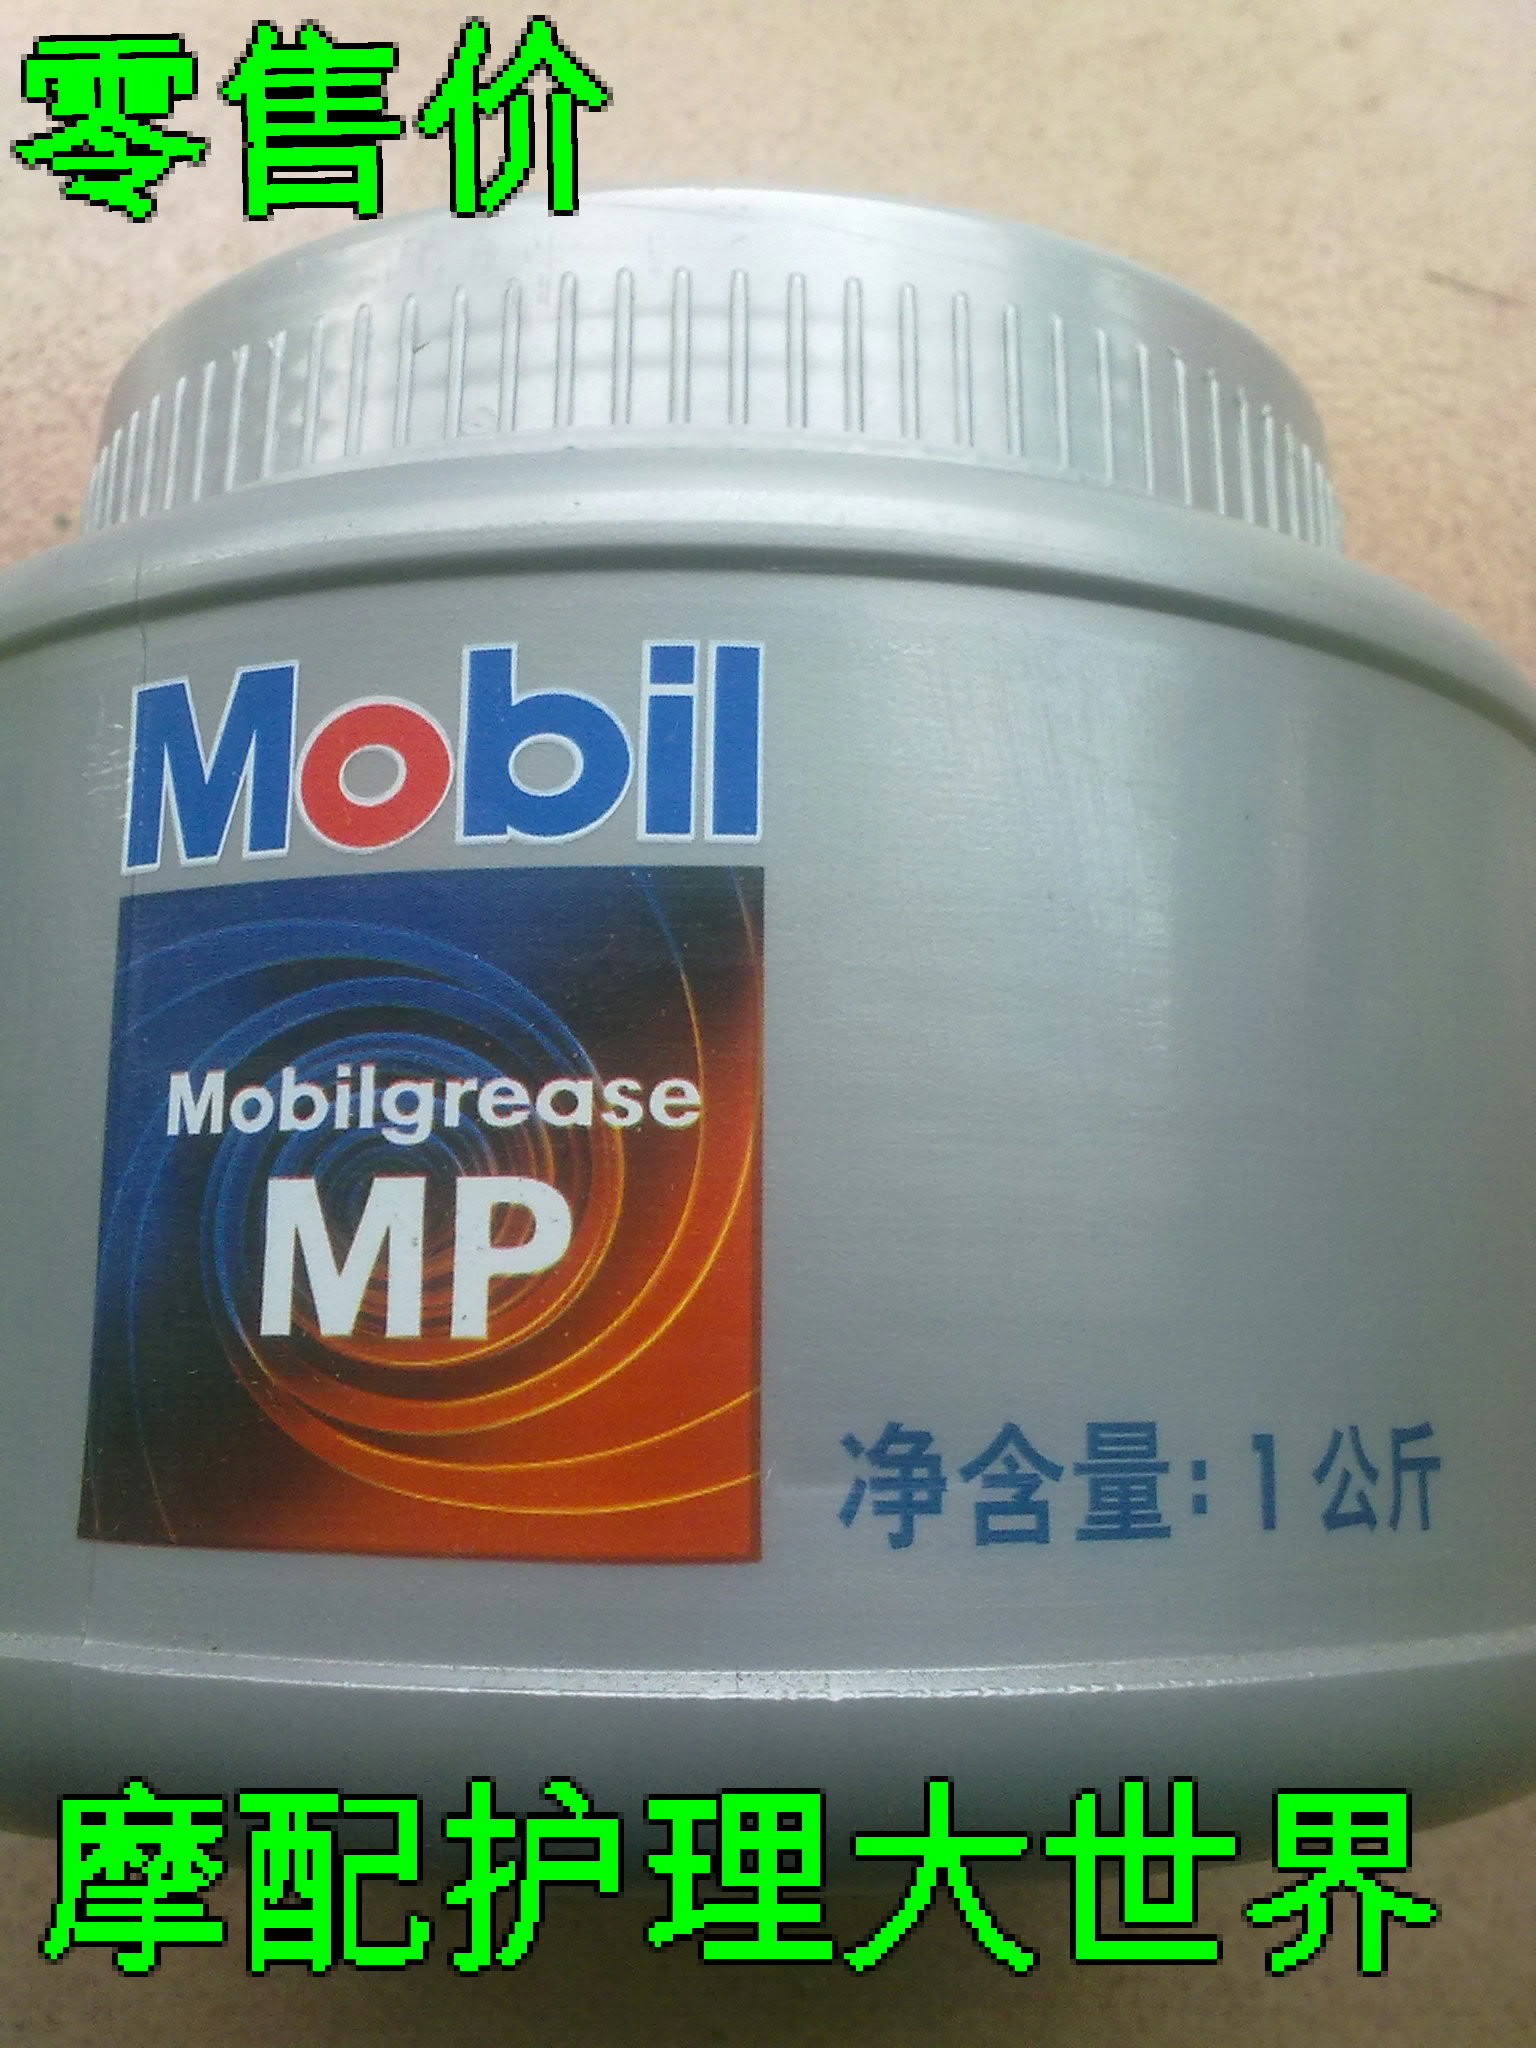 零售价
Mobil
Mobilgrease
MP
净含量:1公斤
摩配护理大世界